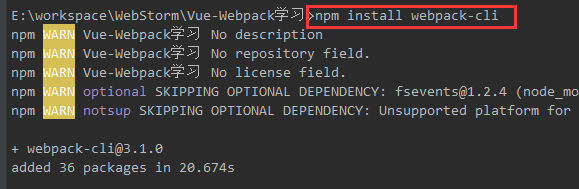 E:\workspace\WebStorm\Vue-Webpack学习>npm install webpack-cli
npm WARN Vue-Webpack学习 No description
npm WARN Vue-Webpack学习 No repository field.
npm WARN Vue-Webpack学习 No license field.
npm WARN optional SKIPPING OPTIONAL DEPENDENCY: fsevents@1.2.4 (node_mo
npm WARN notsup SKIPPING OPTIONAL DEPENDENCY: Unsupported platform for
+ webpack-cli@3.1.0
added 36 packages in 20.674s